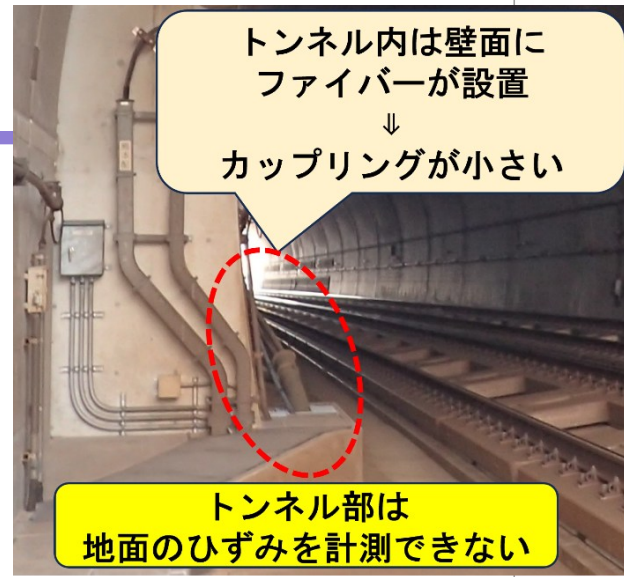 トンネル内は壁面に
ファイバーが設置
⇓
カップリングが小さい
トンネル部は
地面のひずみを計測できない